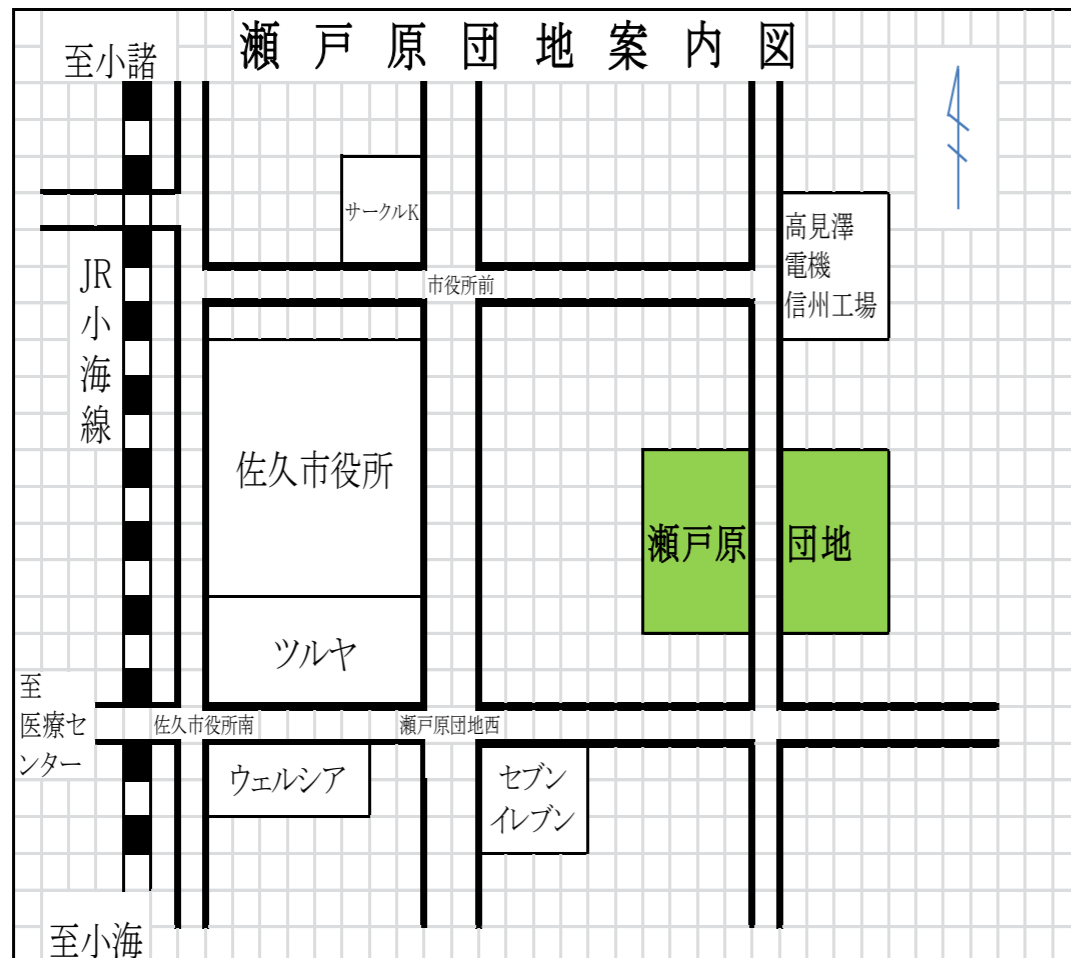 瀬戸原団地案内図
至小諸
サークルK
高見澤
電機
信州工場
市役所前
JR小海線
佐久市役所
瀬戸原 団地
ツルヤ
至
医療セ
ンター
佐久市役所南
瀬戸原団地西
ウェルシア
セブン
イレブン
至小海